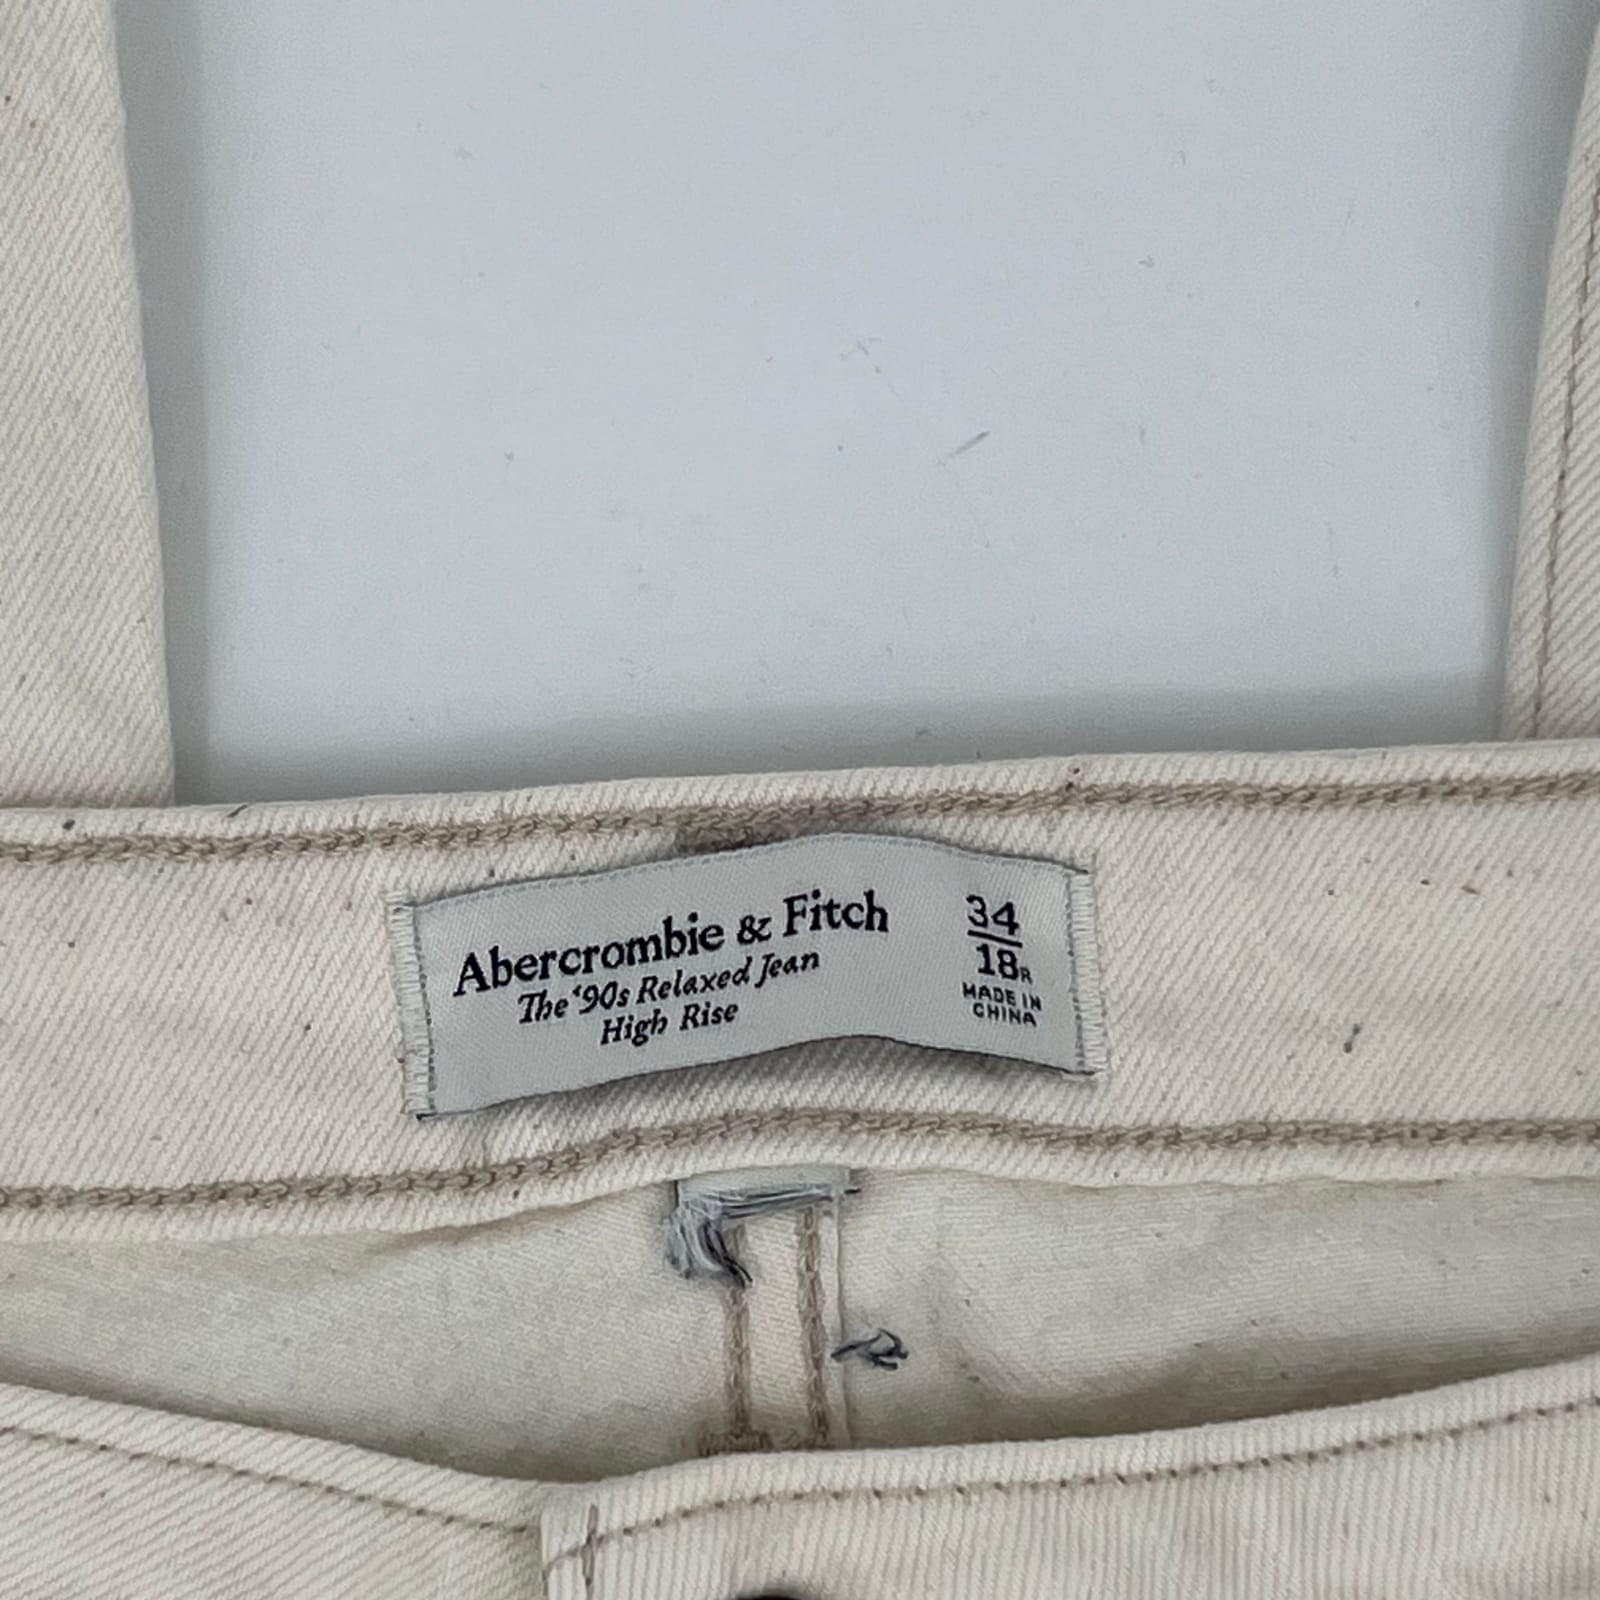 Abercrombie & Fitch
The ‘90s Relaxed Jean
High Rise
34
18R
MADE IN
CHINA